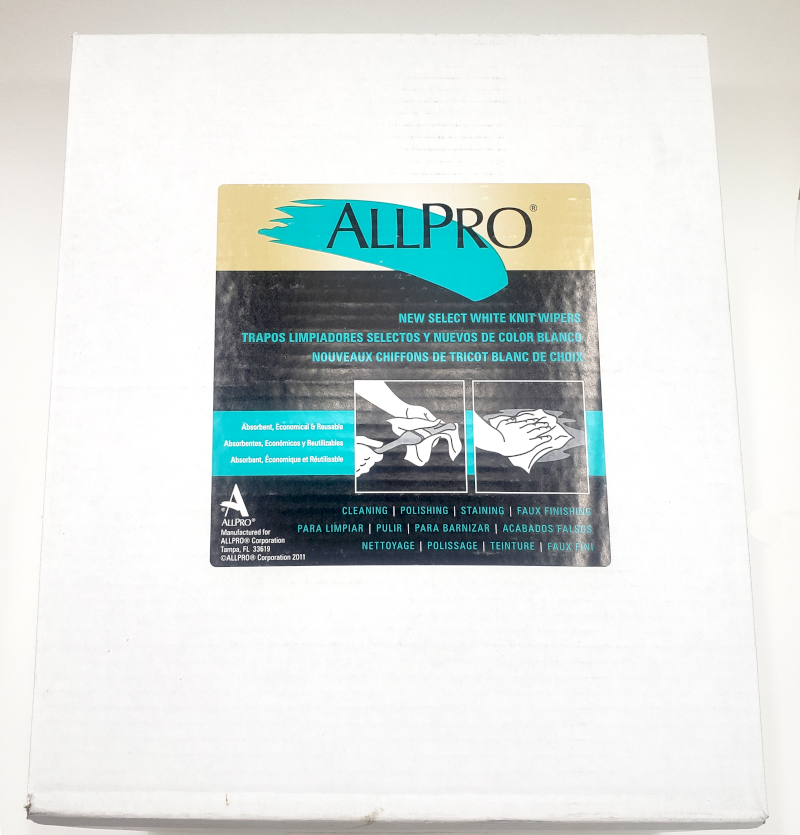 ALLPRO®
NEW SELECT WHITE KNIT WIPERS
TRAPOS LIMPIADORES SELECTOS Y NUEVOS DE COLOR BLANCO
NOUVEAUX CHIFFONS DE TRICOT BLANC DE CHOIX
Absorbent, Economical & Reusable
Absorbentes, Económicos y Reutilizables
Absorbant, Économique et Réutilisable
CLEANING | POLISHING | STAINING | FAUX FINISHING
PARA LIMPIAR | PULIR | PARA BARNIZAR | ACABADOS FALSOS
NETTOYAGE | POLISSAGE | TEINTURE | FAUX FINI
A
ALLPRO®
Manufactured for
ALLPRO® Corporation
Tampa, FL 33619
©ALLPRO® Corporation 2011